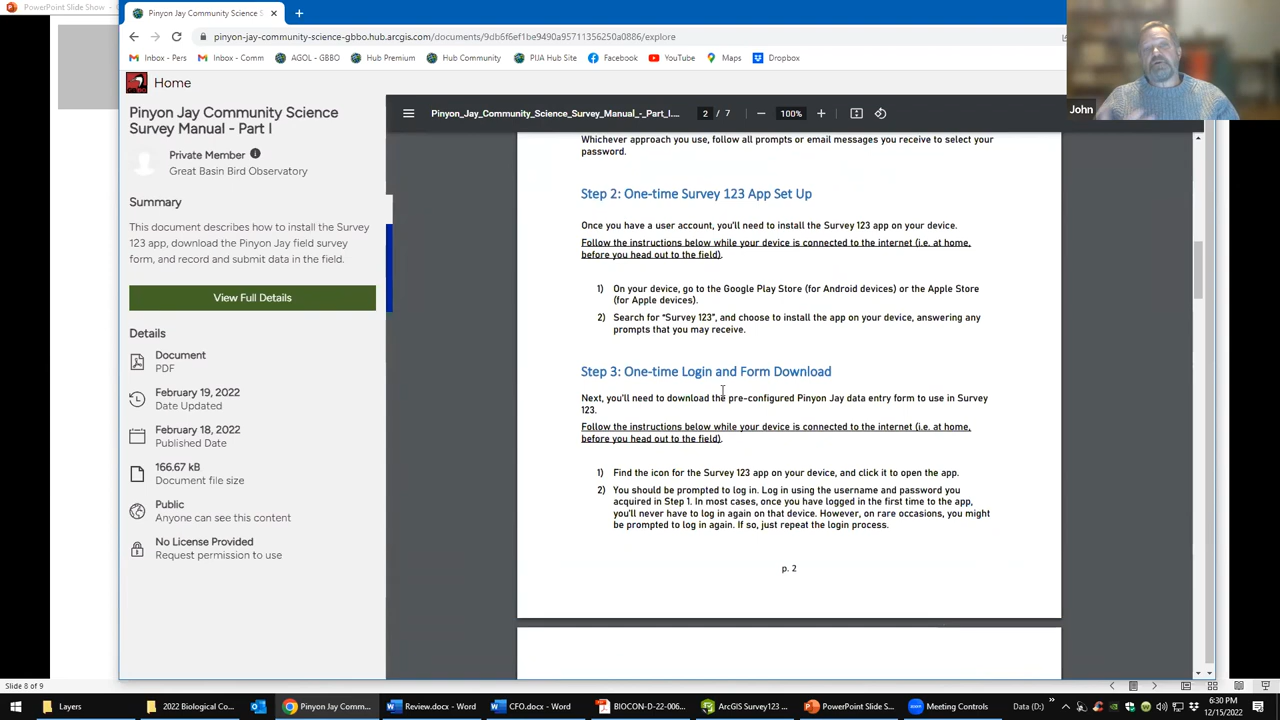 PowerPoint Slide Show
Pinyon Jay Community Science S
pinyon-jay-community-science-gbbo.hub.arcgis.com/documents/9db6f6ef1be9490a95711356250a0886/explore
Inbox - Pers
Inbox - Comm
AGOL - GBBO
Hub Premium
Hub Community
PIJA Hub Site
Facebook
YouTube
Maps
Dropbox
John
Home
Pinyon Jay Community Science
Survey Manual - Part I
Private Member
Great Basin Bird Observatory
Summary
This document describes how to install the Survey
123 app, download the Pinyon Jay field survey
form, and record and submit data in the field.
View Full Details
Details
Document
PDF
February 19, 2022
Date Updated
February 18, 2022
Published Date
166.67 kB
Document file size
Public
Anyone can see this content
No License Provided
Request permission to use
Pinyon_Jay_Community_Science_Survey_Manual_-_Part_I....
2 / 7
100%
Whichever approach you use, follow all prompts or email messages you receive to select your
password.
Step 2: One-time Survey 123 App Set Up
Once you have a user account, you'll need to install the Survey 123 app on your device.
Follow the instructions below while your device is connected to the internet (i.e. at home,
before you head out to the field).
1) On your device, go to the Google Play Store (for Android devices) or the Apple Store
(for Apple devices).
2) Search for "Survey 123", and choose to install the app on your device, answering any
prompts that you may receive.
Step 3: One-time Login and Form Download
Next, you'll need to download the pre-configured Pinyon Jay data entry form to use in Survey
123.
Follow the instructions below while your device is connected to the internet (i.e. at home,
before you head out to the field).
1) Find the icon for the Survey 123 app on your device, and click it to open the app.
2) You should be prompted to log in. Log in using the username and password you
acquired in Step 1. In most cases, once you have logged in the first time to the app,
you'll never have to log in again on that device. However, on rare occasions, you might
be prompted to log in again. If so, just repeat the login process.
p. 2
Slide 8 of 9
Layers
2022 Biological Co...
Pinyon Jay Comm...
Review.docx - Word
CFO.docx - Word
BIOCON-D-22-006...
ArcGIS Survey123 ...
PowerPoint Slide S...
Meeting Controls
Data (D:)
6:30 PM
12/15/2022